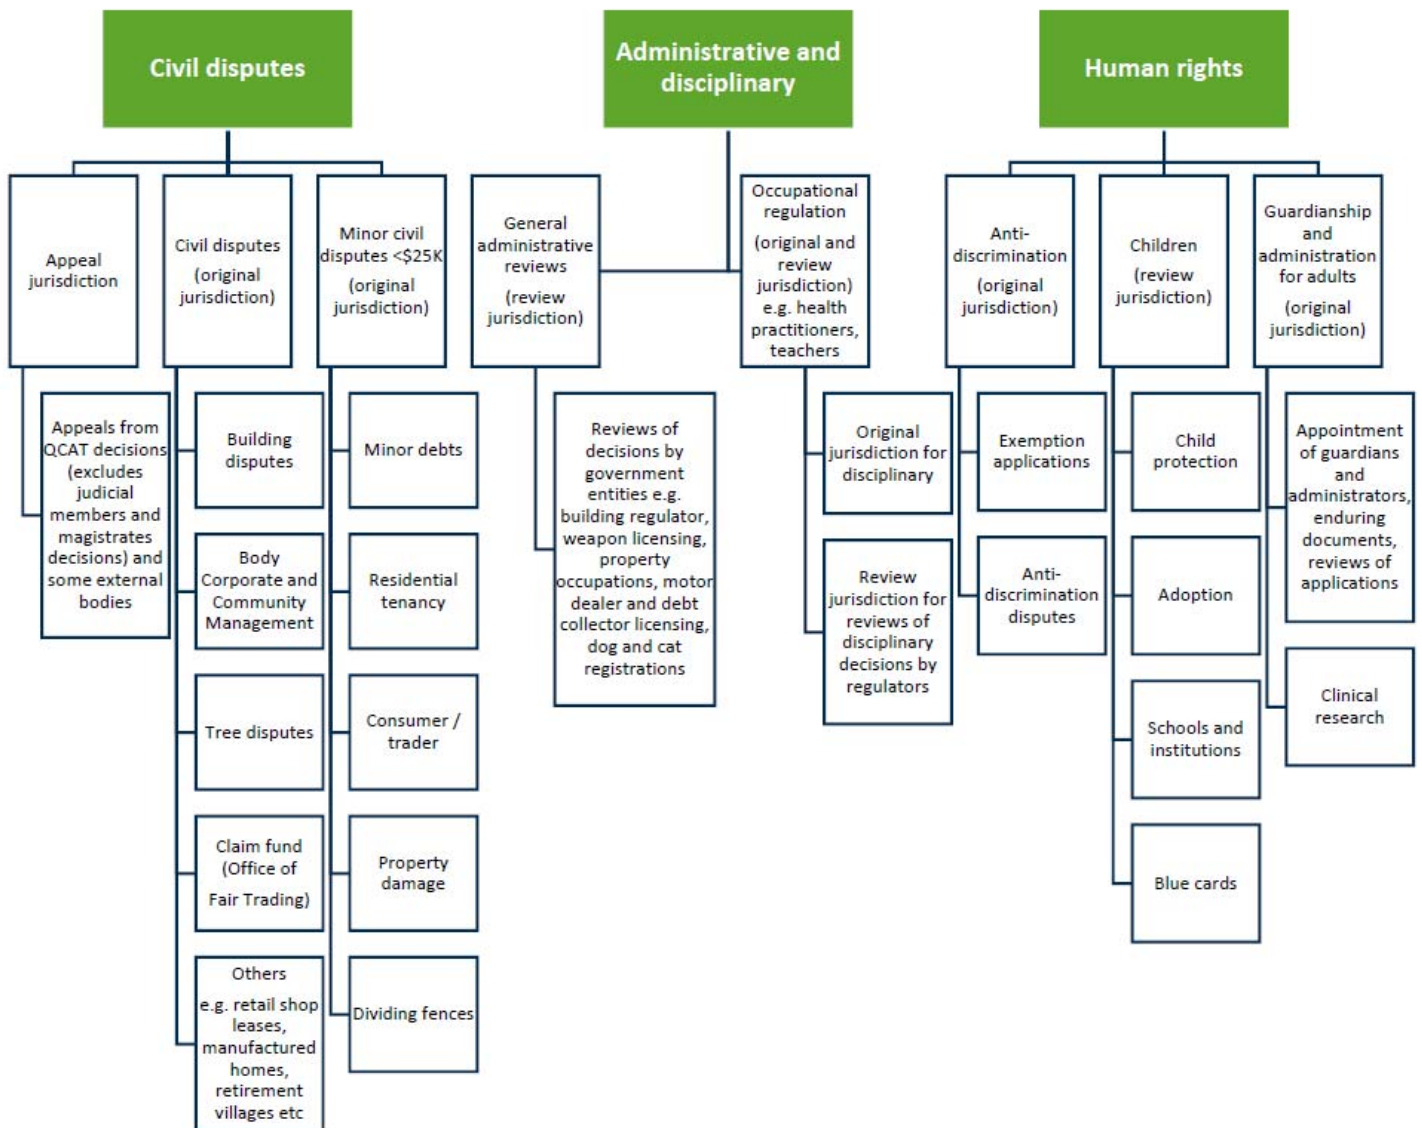 Civil disputes
Administrative and
disciplinary
Human rights
Appeal
jurisdiction
Civil disputes
(original
jurisdiction)
Minor civil
disputes <$25K
(original
jurisdiction)
General
administrative
reviews
(review
jurisdiction)
Occupational
regulation
(original and
review
jurisdiction)
e.g. health
practitioners,
teachers
Anti-
discrimination
(original
jurisdiction)
Children
(review
jurisdiction)
Guardianship
and
administration
for adults
(original
jurisdiction)
Appeals from
QCAT decisions
(excludes
judicial
members and
magistrates
decisions) and
some external
bodies
Building
disputes
Body
Corporate and
Community
Management
Tree disputes
Claim fund
(Office of
Fair Trading)
Others
e.g. retail shop
leases,
manufactured
homes,
retirement
villages etc
Minor debts
Residential
tenancy
Consumer /
trader
Property
damage
Dividing fences
Reviews of
decisions by
government
entities e.g.
building regulator,
weapon licensing,
property
occupations, motor
dealer and debt
collector licensing,
dog and cat
registrations
Original
jurisdiction for
disciplinary
Review
jurisdiction for
reviews of
disciplinary
decisions by
regulators
Exemption
applications
Anti-
discrimination
disputes
Child
protection
Adoption
Schools and
institutions
Blue cards
Appointment
of guardians
and
administrators,
enduring
documents,
reviews of
applications
Clinical
research